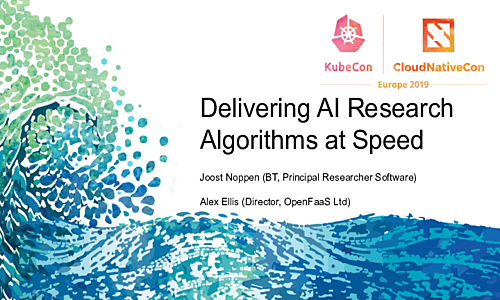 KubeCon
CloudNativeCon
Europe 2019
Delivering AI Research
Algorithms at Speed
Joost Noppen (BT, Principal Researcher Software)
Alex Ellis (Director, OpenFaaS Ltd)